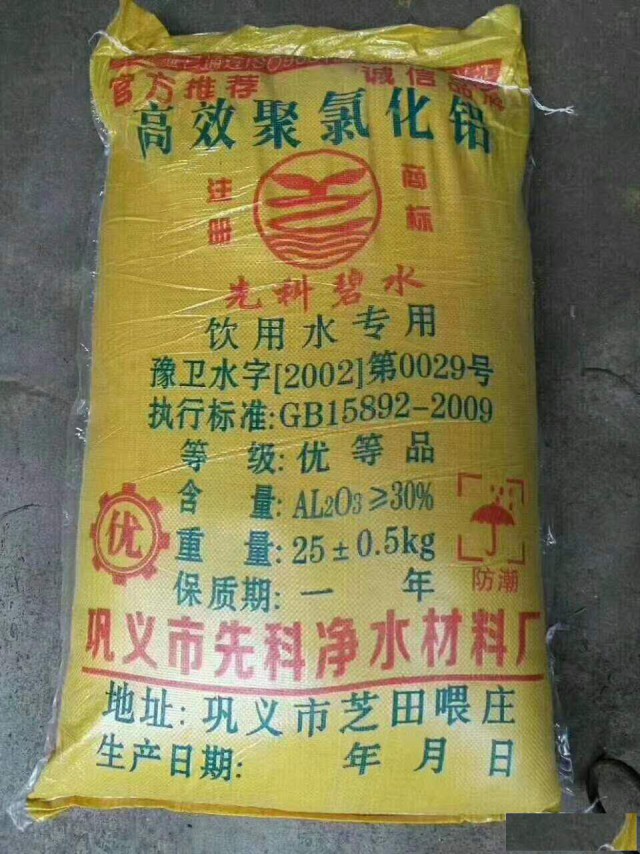 官方推荐 诚信品
高效聚氯化铝
注册 商标
先科碧水
饮用水专用
豫卫水字[2002]第0029号
执行标准:GB15892-2009
等级:优等品
含量:AL2O3≥30%
优
重量:25±0.5kg
防潮
保质期:一年
巩义市先科净水材料厂
地址:巩义市芝田喂庄
生产日期: 年 月 日